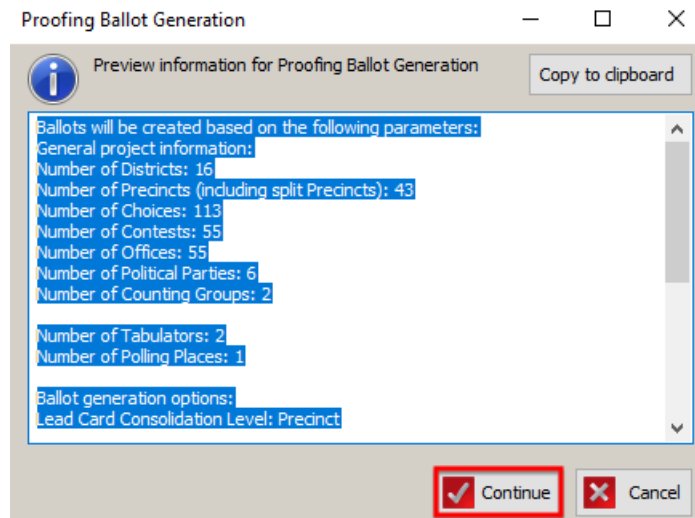 Proofing Ballot Generation
Preview information for Proofing Ballot Generation
Copy to clipboard
Ballots will be created based on the following parameters:
General project information:
Number of Districts: 16
Number of Precincts (including split Precincts): 43
Number of Choices: 113
Number of Contests: 55
Number of Offices: 55
Number of Political Parties: 6
Number of Counting Groups: 2
Number of Tabulators: 2
Number of Polling Places: 1
Ballot generation options:
Lead Card Consolidation Level: Precinct
Continue
Cancel